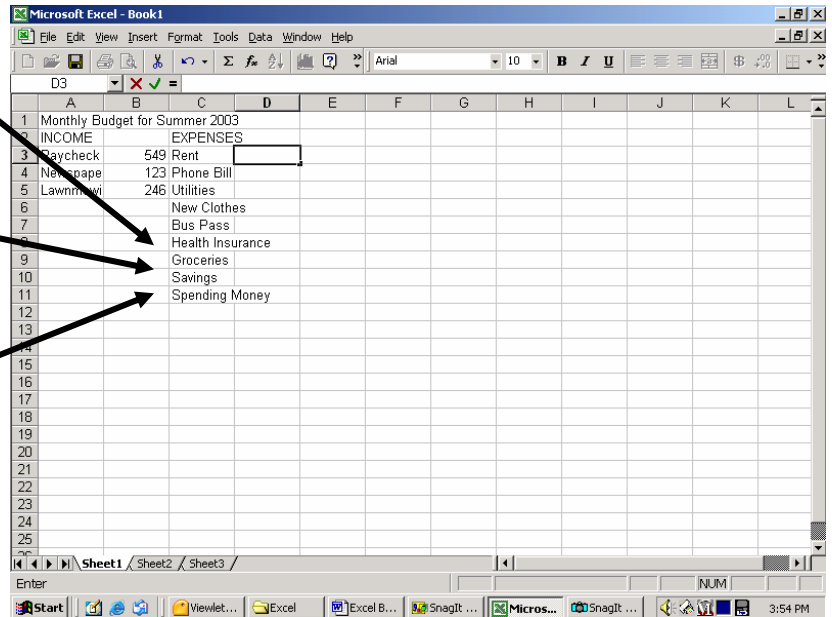 Microsoft Excel - Book1
File Edit View Insert Format Tools Data Window Help
Arial 10 B I U
D3 =
A B C D E F G H I J K L
1 Monthly Budget for Summer 2003
2 INCOME EXPENSES
3 Paycheck 549 Rent
4 Newspape 123 Phone Bill
5 Lawnmowi 246 Utilities
6 New Clothes
7 Bus Pass
8 Health Insurance
9 Groceries
10 Savings
11 Spending Money
12
13
14
15
16
17
18
19
20
21
22
23
24
25
Sheet1 Sheet2 Sheet3
Enter NUM
Start Viewlet... Excel Excel B... SnagIt ... Micros... SnagIt ... 3:54 PM